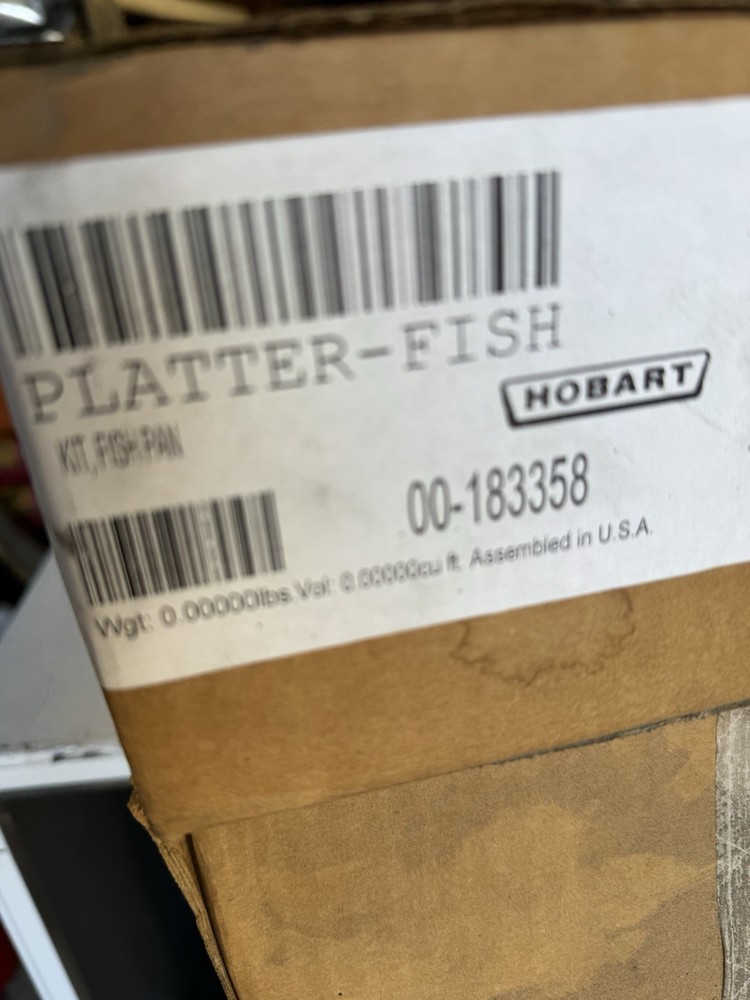 PLATTER-FISH
HOBART
KIT, FISH PAN
00-183358
Wgt: 0.00000lbs.Vol: 0.00000cu ft. Assembled in U.S.A.